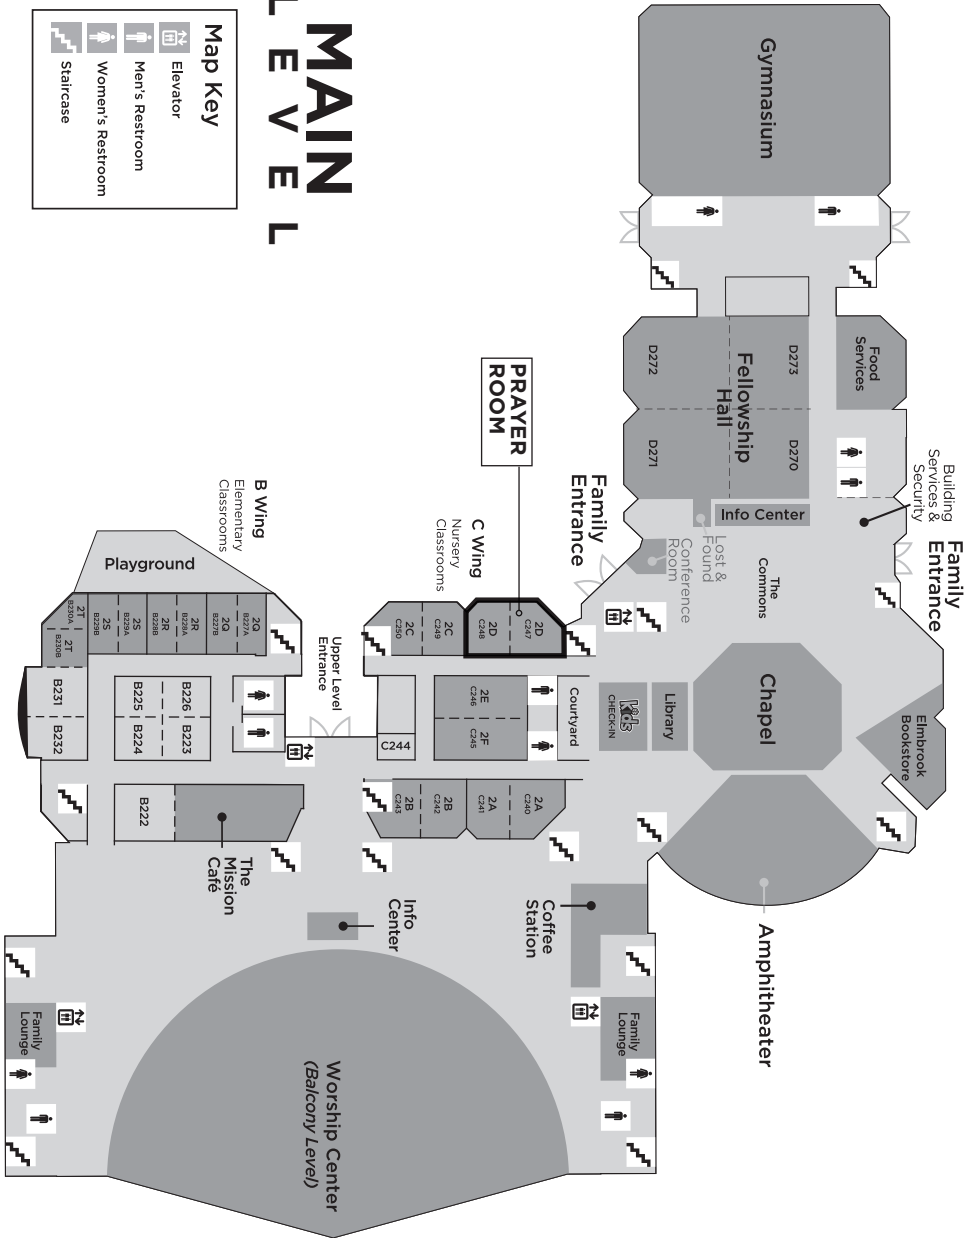 MAIN
LEVEL
Map Key
Elevator
Men's Restroom
Women's Restroom
Staircase
Gymnasium
Food
Services
D273
D272
Fellowship
Hall
D270
D271
Info Center
Building
Services &
Security
Family
Entrance
Lost &
Found
Conference
Room
The
Commons
PRAYER
ROOM
Family
Entrance
Chapel
Elmbrook
Bookstore
Library
kids
CHECK-IN
Courtyard
Amphitheater
C Wing
Nursery
Classrooms
2D
C247
2D
C248
2C
C249
2C
C250
2E
C246
2F
C245
C244
2A
C240
2A
C241
2B
C242
2B
C243
Upper Level
Entrance
B Wing
Elementary
Classrooms
Playground
2Q
B227A
2Q
B227B
2R
B228A
2R
B228B
2S
B229A
2S
B229B
2T
B230A
2T
B230B
B231
B232
B226
B225
B223
B224
B222
The
Mission
Café
Info
Center
Coffee
Station
Family
Lounge
Family
Lounge
Worship Center
(Balcony Level)